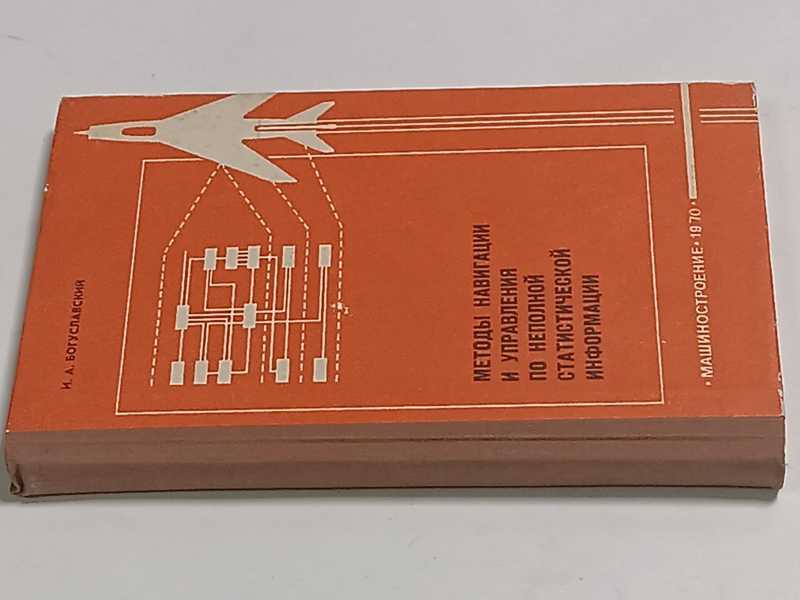 И. А. БОГУСЛАВСКИЙ
МЕТОДЫ НАВИГАЦИИ
И УПРАВЛЕНИЯ
ПО НЕПОЛНОЙ
СТАТИСТИЧЕСКОЙ
ИНФОРМАЦИИ
• МАШИНОСТРОЕНИЕ • 1970 •